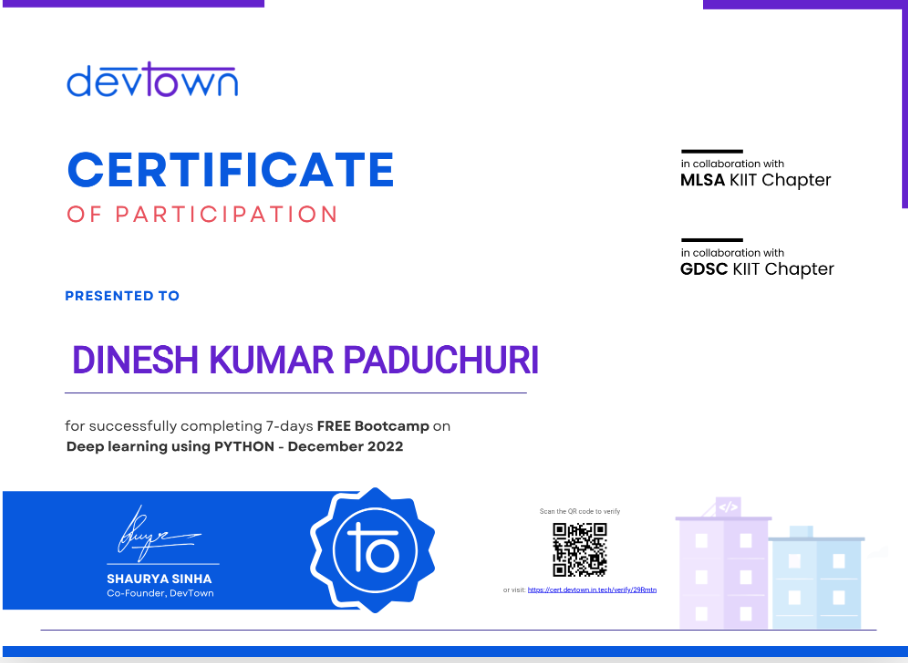 devtown
CERTIFICATE
OF PARTICIPATION
in collaboration with
MLSA KIIT Chapter
in collaboration with
GDSC KIIT Chapter
PRESENTED TO
DINESH KUMAR PADUCHURI
for successfully completing 7-days FREE Bootcamp on
Deep learning using PYTHON - December 2022
SHAURYA SINHA
Co-Founder, DevTown
to
Scan the QR code to verify
or visit: https://cert.devtown.in.tech/verify/29Rmtn
</>